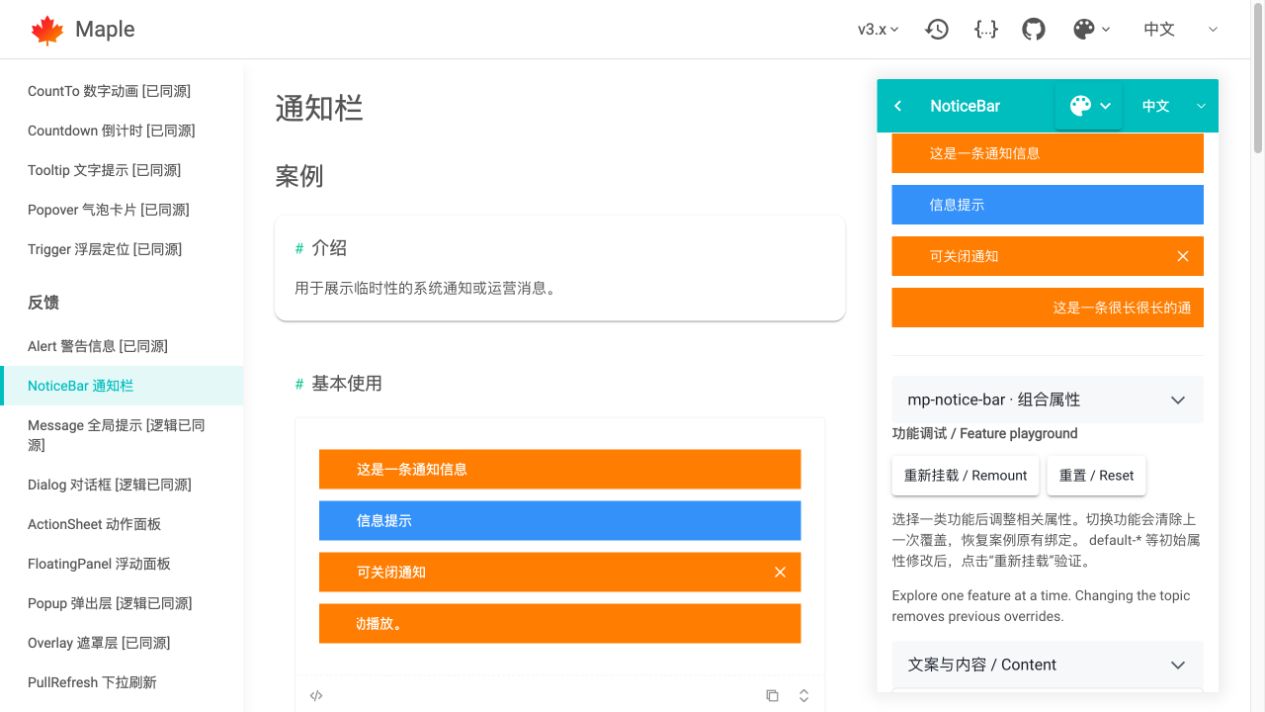 Maple
v3.x
{...}
中文
CountTo 数字动画 [已同源]
Countdown 倒计时 [已同源]
Tooltip 文字提示 [已同源]
Popover 气泡卡片 [已同源]
Trigger 浮层定位 [已同源]
反馈
Alert 警告信息 [已同源]
NoticeBar 通知栏
Message 全局提示 [逻辑已同
源]
Dialog 对话框 [逻辑已同源]
ActionSheet 动作面板
FloatingPanel 浮动面板
Popup 弹出层 [逻辑已同源]
Overlay 遮罩层 [已同源]
PullRefresh 下拉刷新
通知栏
案例
# 介绍
用于展示临时性的系统通知或运营消息。
# 基本使用
这是一条通知信息
信息提示
可关闭通知
动播放。
NoticeBar
中文
这是一条通知信息
信息提示
可关闭通知
这是一条很长很长的通
mp-notice-bar · 组合属性
功能调试 / Feature playground
重新挂载 / Remount
重置 / Reset
选择一类功能后调整相关属性。切换功能会清除上
一次覆盖，恢复案例原有绑定。 default-* 等初始属
性修改后，点击“重新挂载”验证。
Explore one feature at a time. Changing the topic
removes previous overrides.
文案与内容 / Content